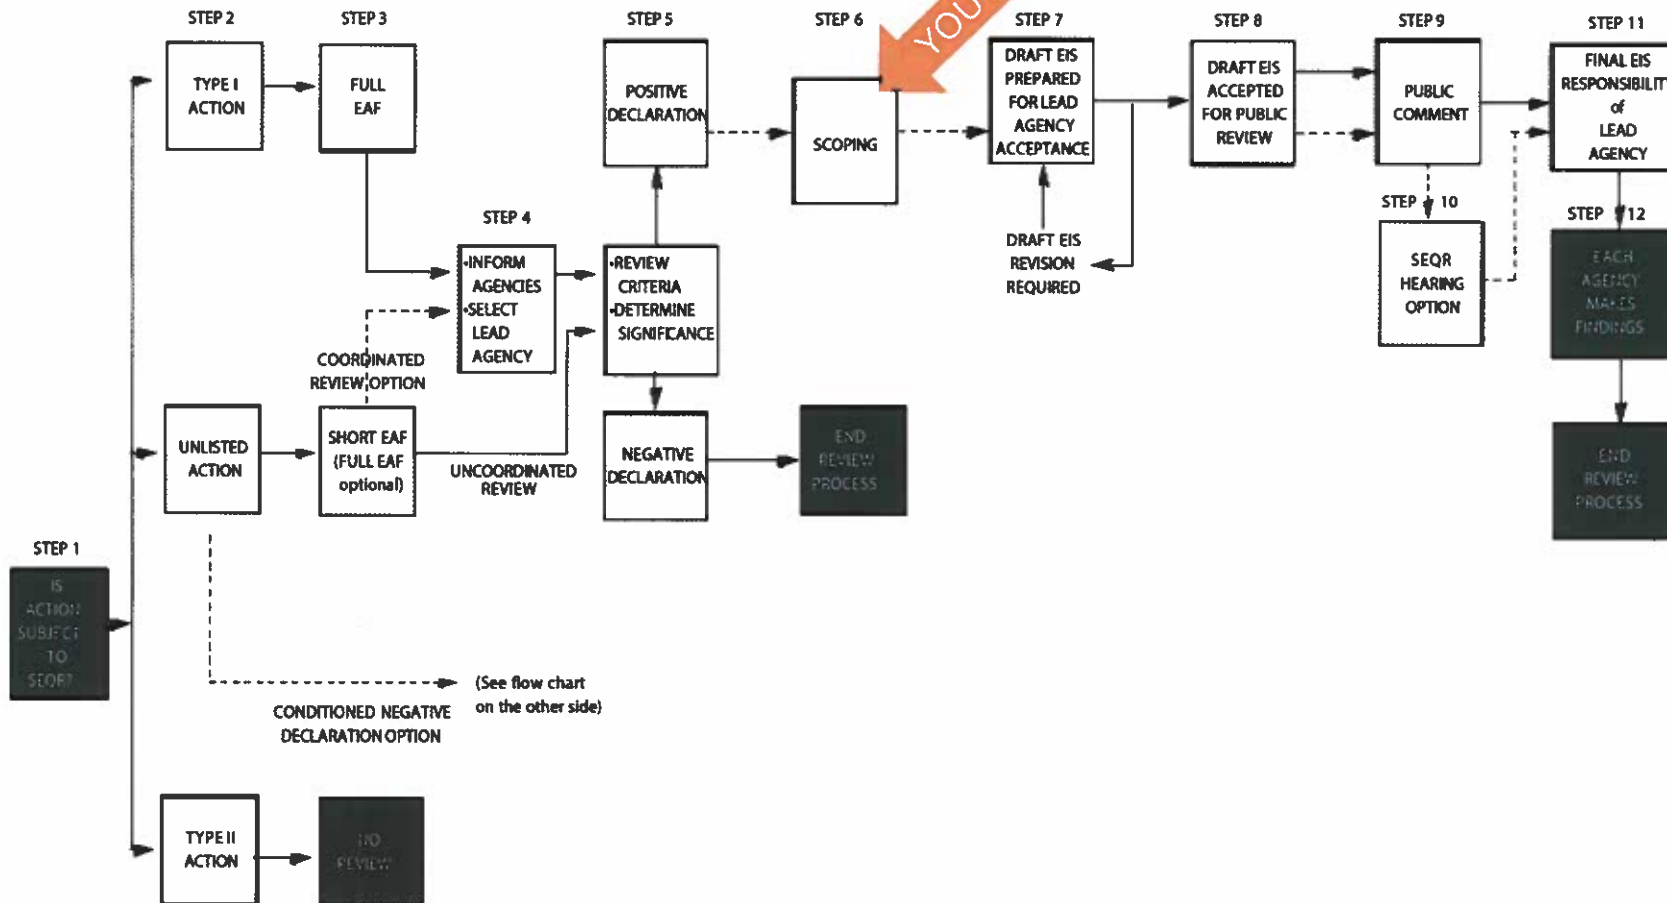 STEP 1
IS
ACTION
SUBJECT
TO
SEQR?
STEP 2
TYPE I
ACTION
UNLISTED
ACTION
TYPE II
ACTION
STEP 3
FULL
EAF
COORDINATED
REVIEW OPTION
SHORT EAF
(FULL EAF
optional)
UNCOORDINATED
REVIEW
CONDITIONED NEGATIVE
DECLARATION OPTION
(See flow chart
on the other side)
NO
REVIEW
STEP 4
•INFORM
AGENCIES
•SELECT
LEAD
AGENCY
STEP 5
POSITIVE
DECLARATION
•REVIEW
CRITERIA
•DETERMINE
SIGNIFICANCE
NEGATIVE
DECLARATION
END
REVIEW
PROCESS
STEP 6
YOU
SCOPING
STEP 7
DRAFT EIS
PREPARED
FOR LEAD
AGENCY
ACCEPTANCE
DRAFT EIS
REVISION
REQUIRED
STEP 8
DRAFT EIS
ACCEPTED
FOR PUBLIC
REVIEW
STEP 9
PUBLIC
COMMENT
STEP 10
SEQR
HEARING
OPTION
STEP 11
FINAL EIS
RESPONSIBILIT
of
LEAD
AGENCY
STEP 12
EACH
AGENCY
MAKES
FINDINGS
END
REVIEW
PROCESS